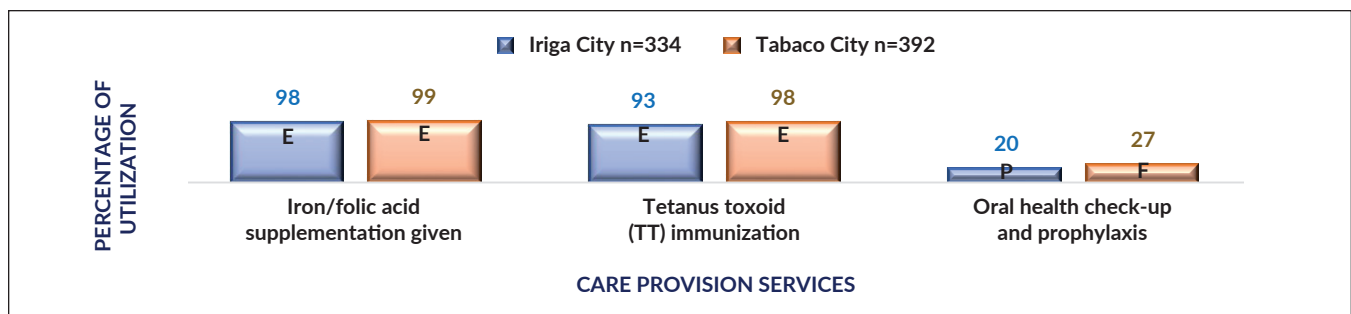 Iriga City n=334 Tabaco City n=392
PERCENTAGE OF
UTILIZATION
98 99 93 98 20 27
E E E E P F
Iron/folic acid
supplementation given
Tetanus toxoid
(TT) immunization
Oral health check-up
and prophylaxis
CARE PROVISION SERVICES